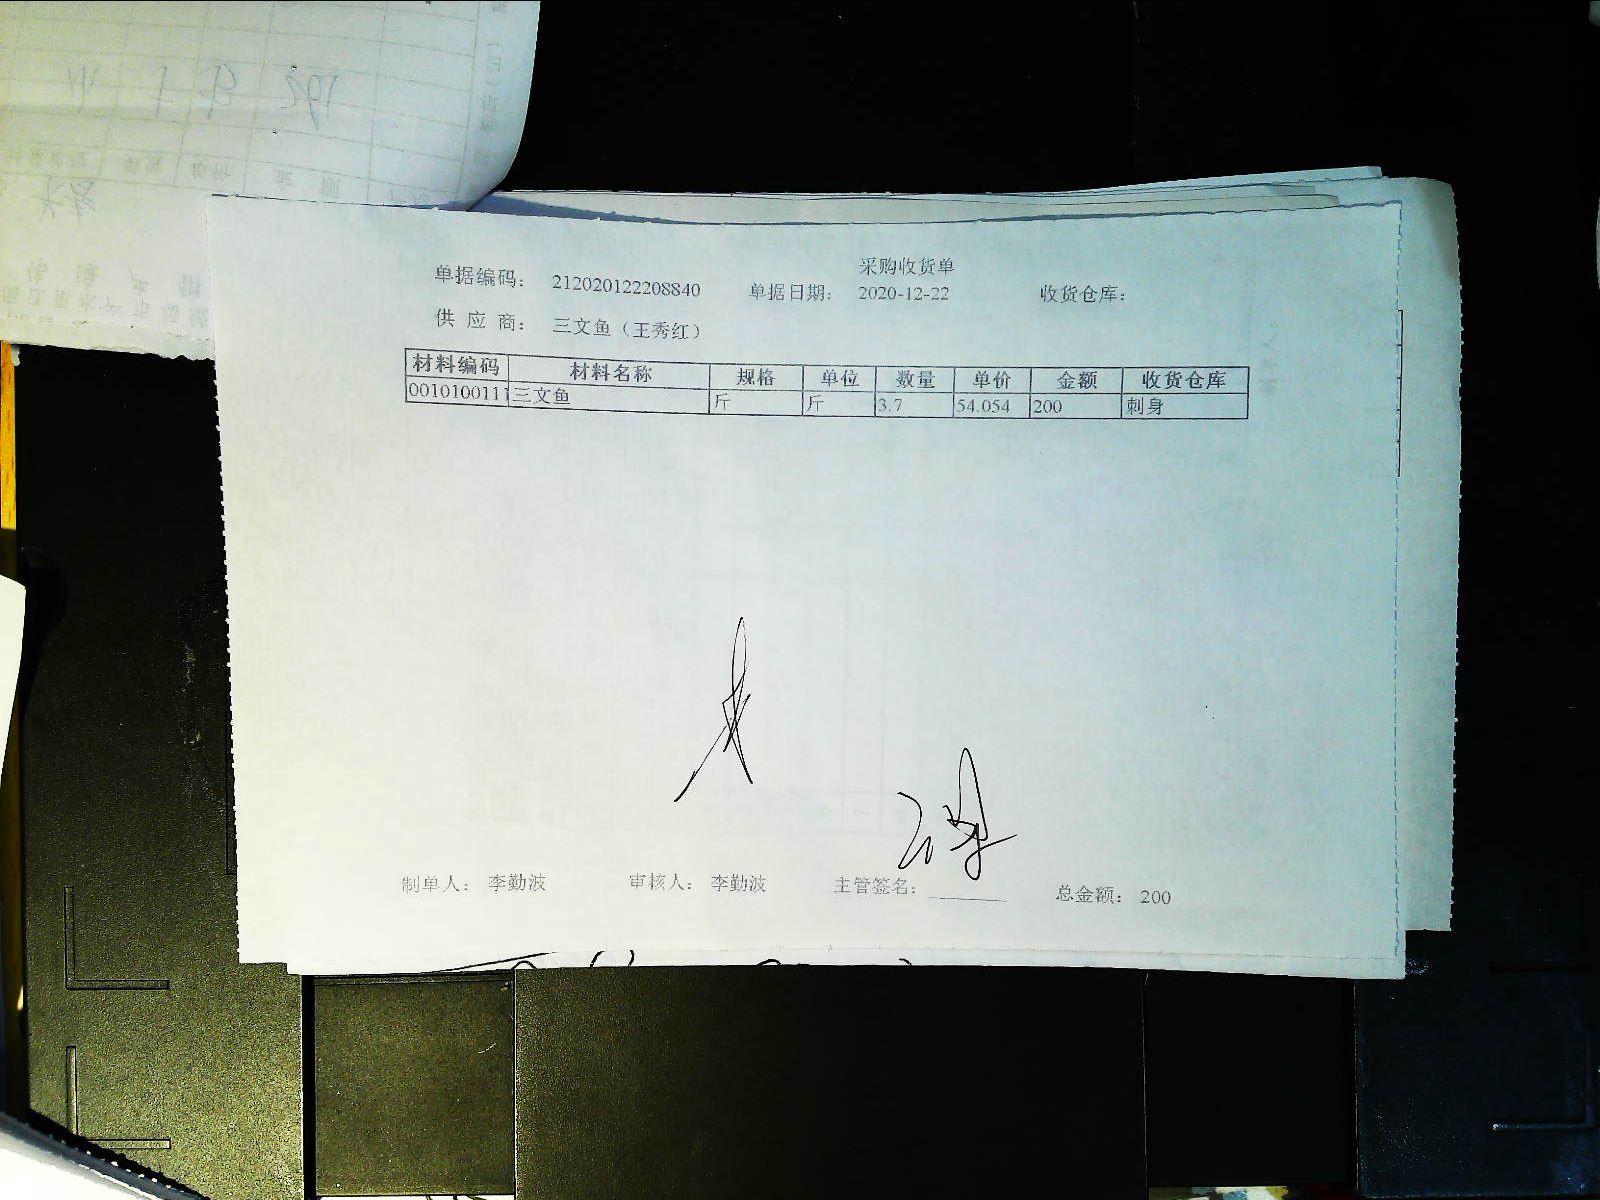 采购收货单
单据编码： 212020122208840 单据日期： 2020-12-22 收货仓库：
供 应 商： 三文鱼（王秀红）
材料编码 材料名称 规格 单位 数量 单价 金额 收货仓库
0010100111 三文鱼 斤 斤 3.7 54.054 200 刺身
制单人： 李勤波 审核人： 李勤波 主管签名： 总金额： 200